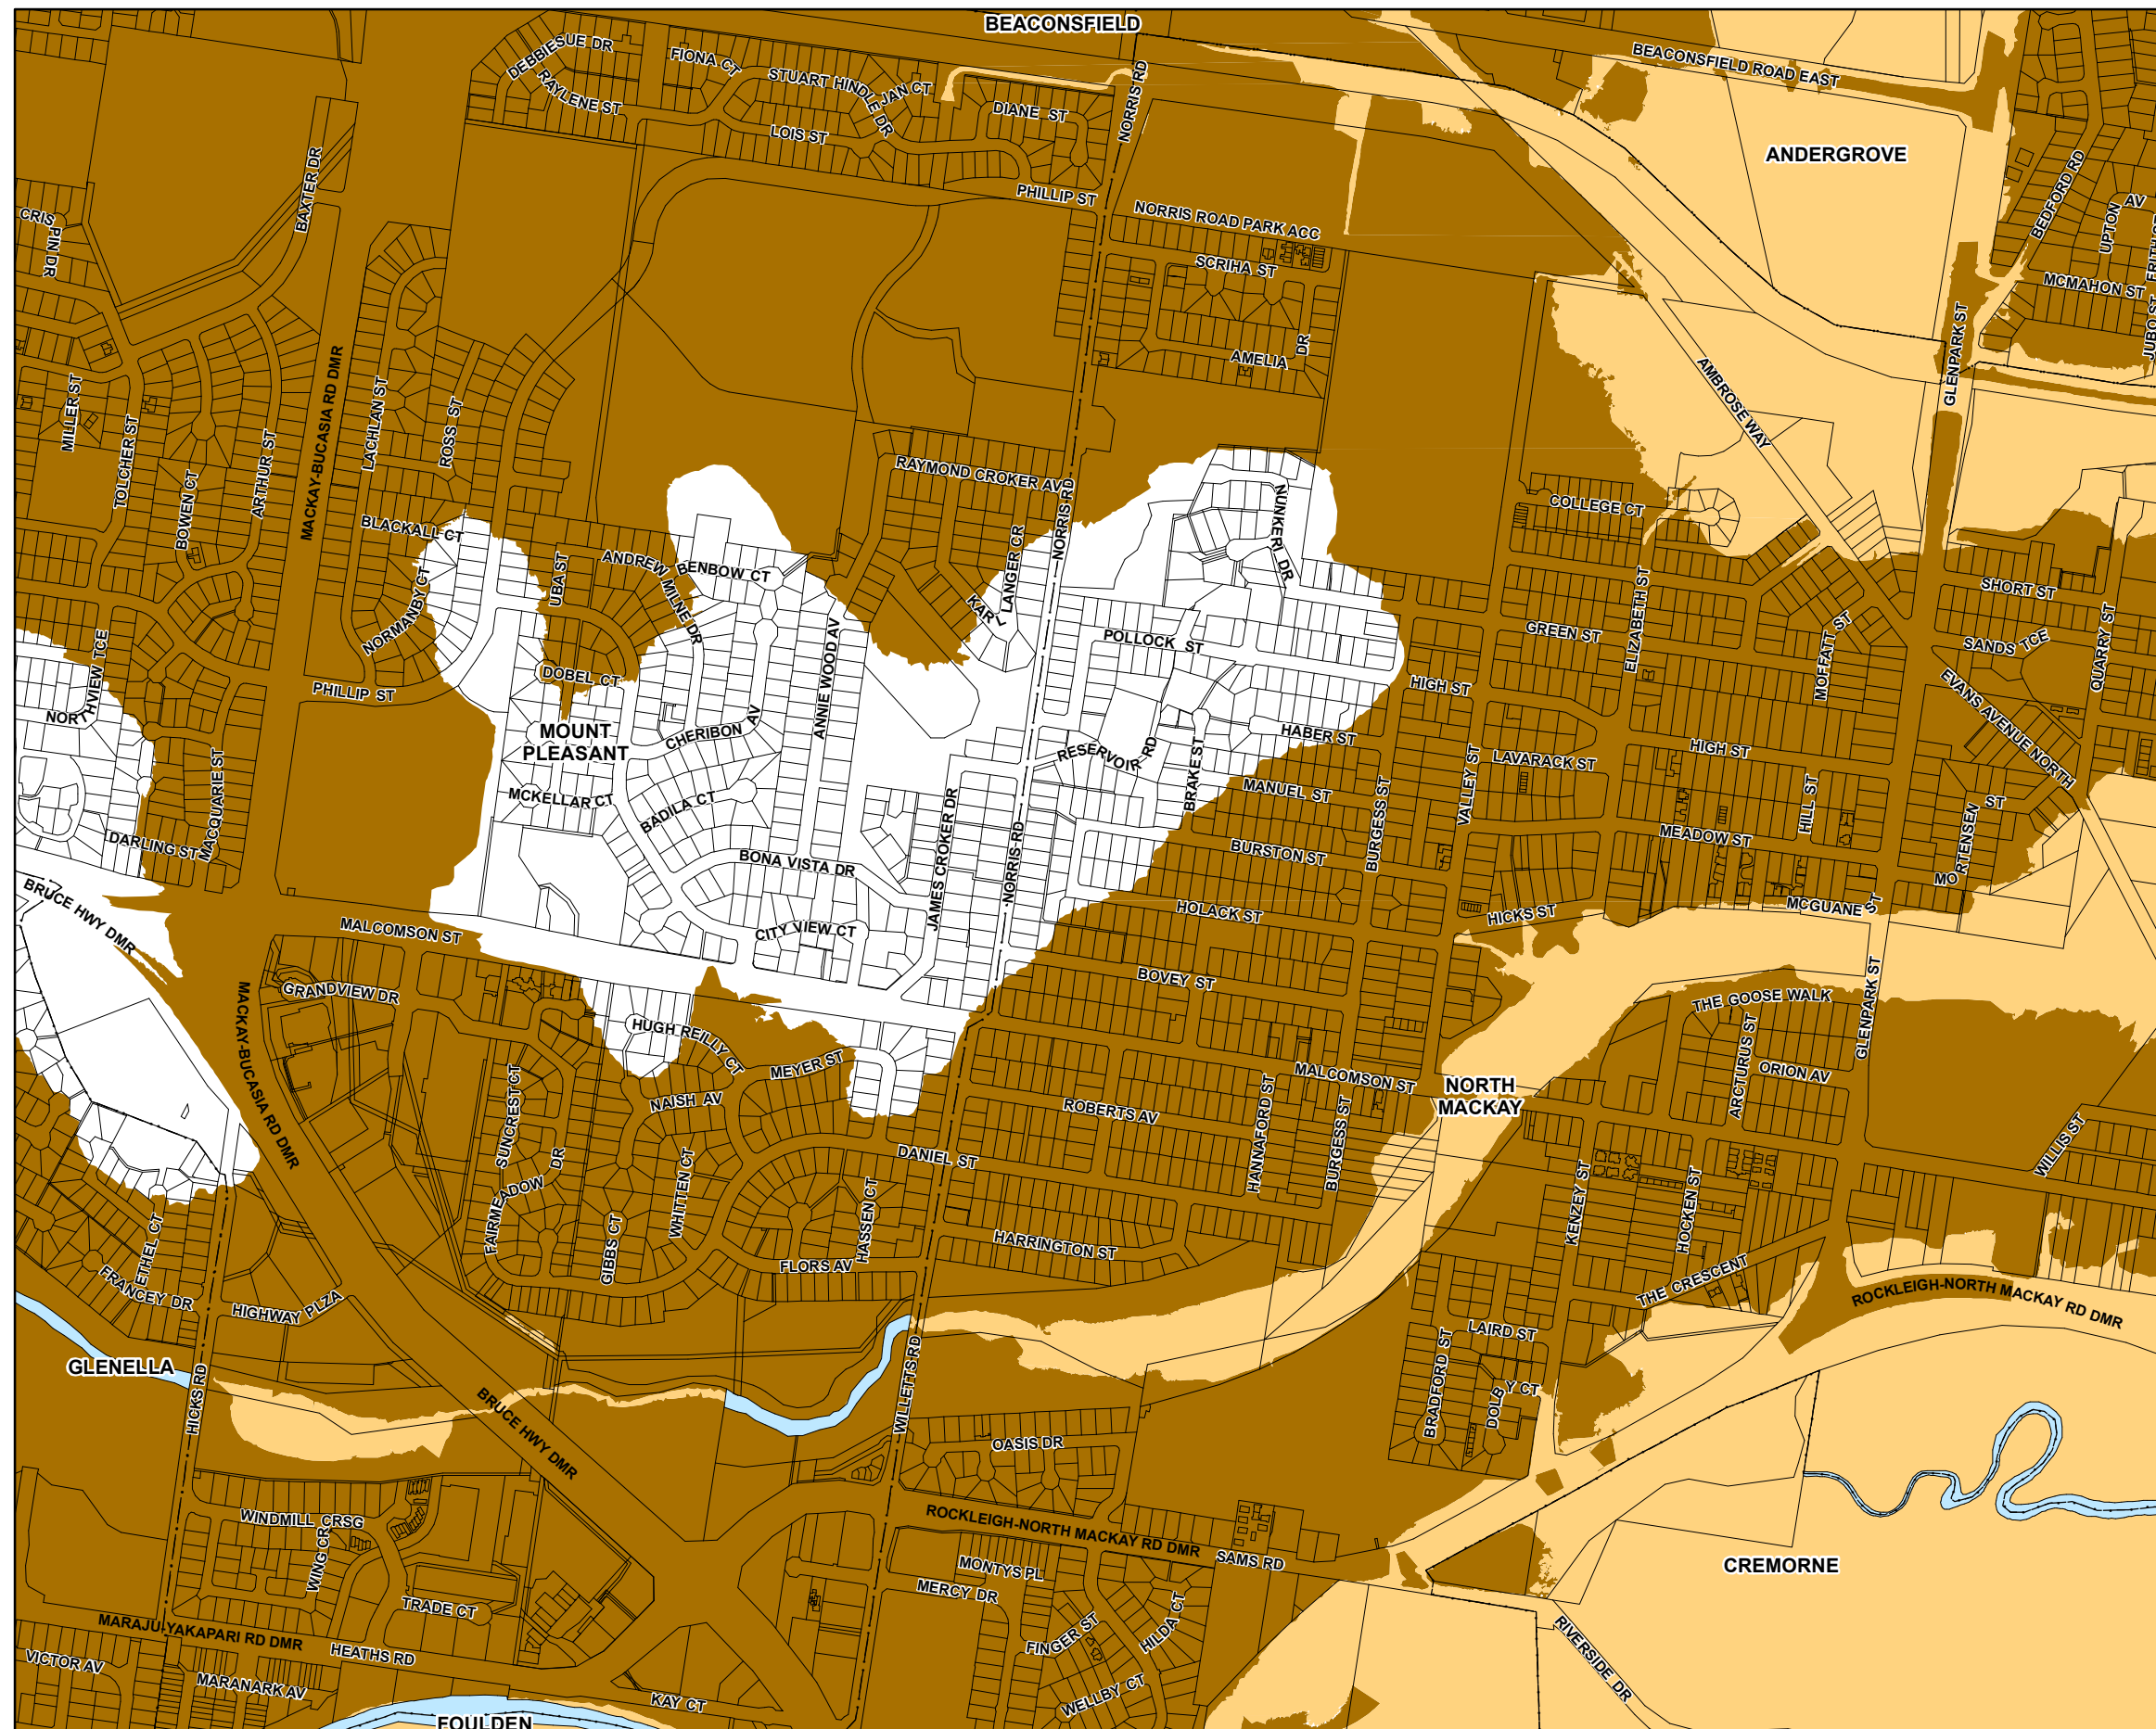 BEACONSFIELD
DEBBIE
SUE DR
FIONA CT
STUART HINDLE DR
JAN CT
RAYLENE ST
LOIS ST
DIANE ST
NORRIS RD
BEACONSFIELD ROAD EAST
ANDERGROVE
BEDFORD RD
UPTON
AV
MCMAHON ST
JUBO ST
BAXTER DR
CRIS
PIN DR
PHILLIP ST
NORRIS ROAD PARK ACC
SCRIHA ST
AMELIA
DR
GLENPARK ST
AMBROSE WAY
MILLER ST
TOLCHER ST
BOWEN CT
ARTHUR ST
MACKAY-BUCASIA RD DMR
LACHLAN ST
ROSS ST
RAYMOND CROKER AV
NORRIS RD
NUNKERI DR
COLLEGE CT
BLACKALL CT
NORMANBY CT
UBA ST
ANDREW MILNE DR
BENBOW CT
KARL
LANGER CR
ANNIE WOOD AV
POLLOCK ST
GREEN ST
ELIZABETH ST
MOFFATT ST
SHORT ST
SANDS TCE
QUARRY ST
EVANS AVENUE NORTH
NORTHVIEW TCE
PHILLIP ST
DOBEL CT
MOUNT
PLEASANT
CHERIBON AV
MCKELLAR CT
BADILA CT
HIGH ST
HABER ST
RESERVOIR RD
BRAKE ST
MANUEL ST
BURGESS ST
VALLEY ST
LAVARACK ST
HIGH ST
HILL ST
MEADOW ST
MORTENSEN
ST
MACQUARIE ST
DARLING ST
BONA VISTA DR
JAMES CROKER DR
NORRIS RD
BURSTON ST
HOLACK ST
HICKS ST
MCGUANE ST
BRUCE HWY DMR
MALCOMSON ST
CITY VIEW CT
BOVEY ST
GRANDVIEW DR
MACKAY-BUCASIA RD DMR
HUGH REILLY CT
MEYER ST
MALCOMSON ST
NORTH
MACKAY
THE GOOSE WALK
GLENPARK ST
ARCTURUS ST
ORION AV
SUNCREST CT
NAISH AV
ROBERTS AV
HANNAFORD ST
BURGESS ST
WILLIS ST
DANIEL ST
FAIRMEADOW DR
GIBBS CT
WHITTEN CT
HASSEN CT
FLORS AV
HARRINGTON ST
KENZEY ST
HOCKEN ST
THE CRESCENT
ROCKLEIGH-NORTH MACKAY RD DMR
ETHEL CT
FRANCEY DR
HIGHWAY PLZA
GLENELLA
HICKS RD
BRUCE HWY DMR
WILLETTS RD
LAIRD ST
BRADFORD ST
DOLBY CT
OASIS DR
WINDMILL CRSG
WING CR
ROCKLEIGH-NORTH MACKAY RD DMR
SAMS RD
CREMORNE
MONTYS PL
MERCY DR
TRADE CT
MARAJU-YAKAPARI RD DMR
HEATHS RD
FINGER ST
HILDA CT
RIVERSIDE DR
VICTOR AV
MARANARK AV
KAY CT
WELLBY CT
FOULDEN